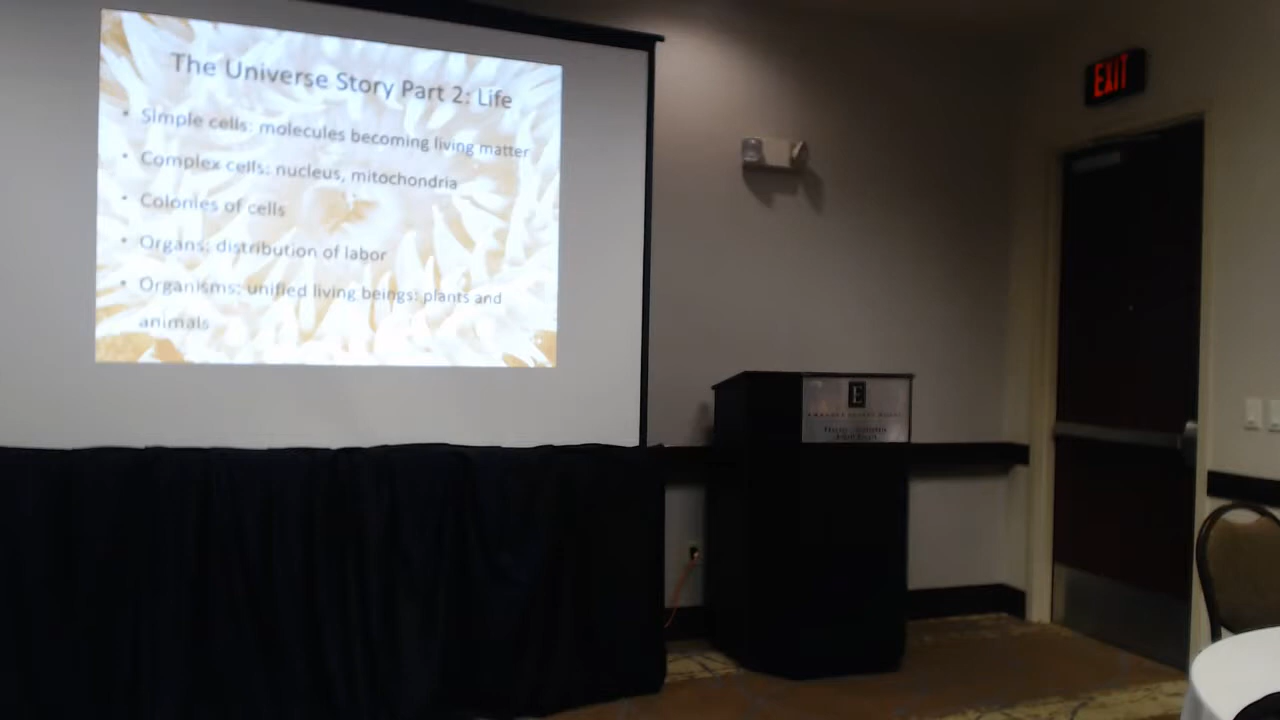 The Universe Story Part 2: Life
• Simple cells: molecules becoming living matter
• Complex cells: nucleus, mitochondria
• Colonies of cells
• Organs: distribution of labor
• Organisms: unified living beings: plants and
animals
EXIT
E